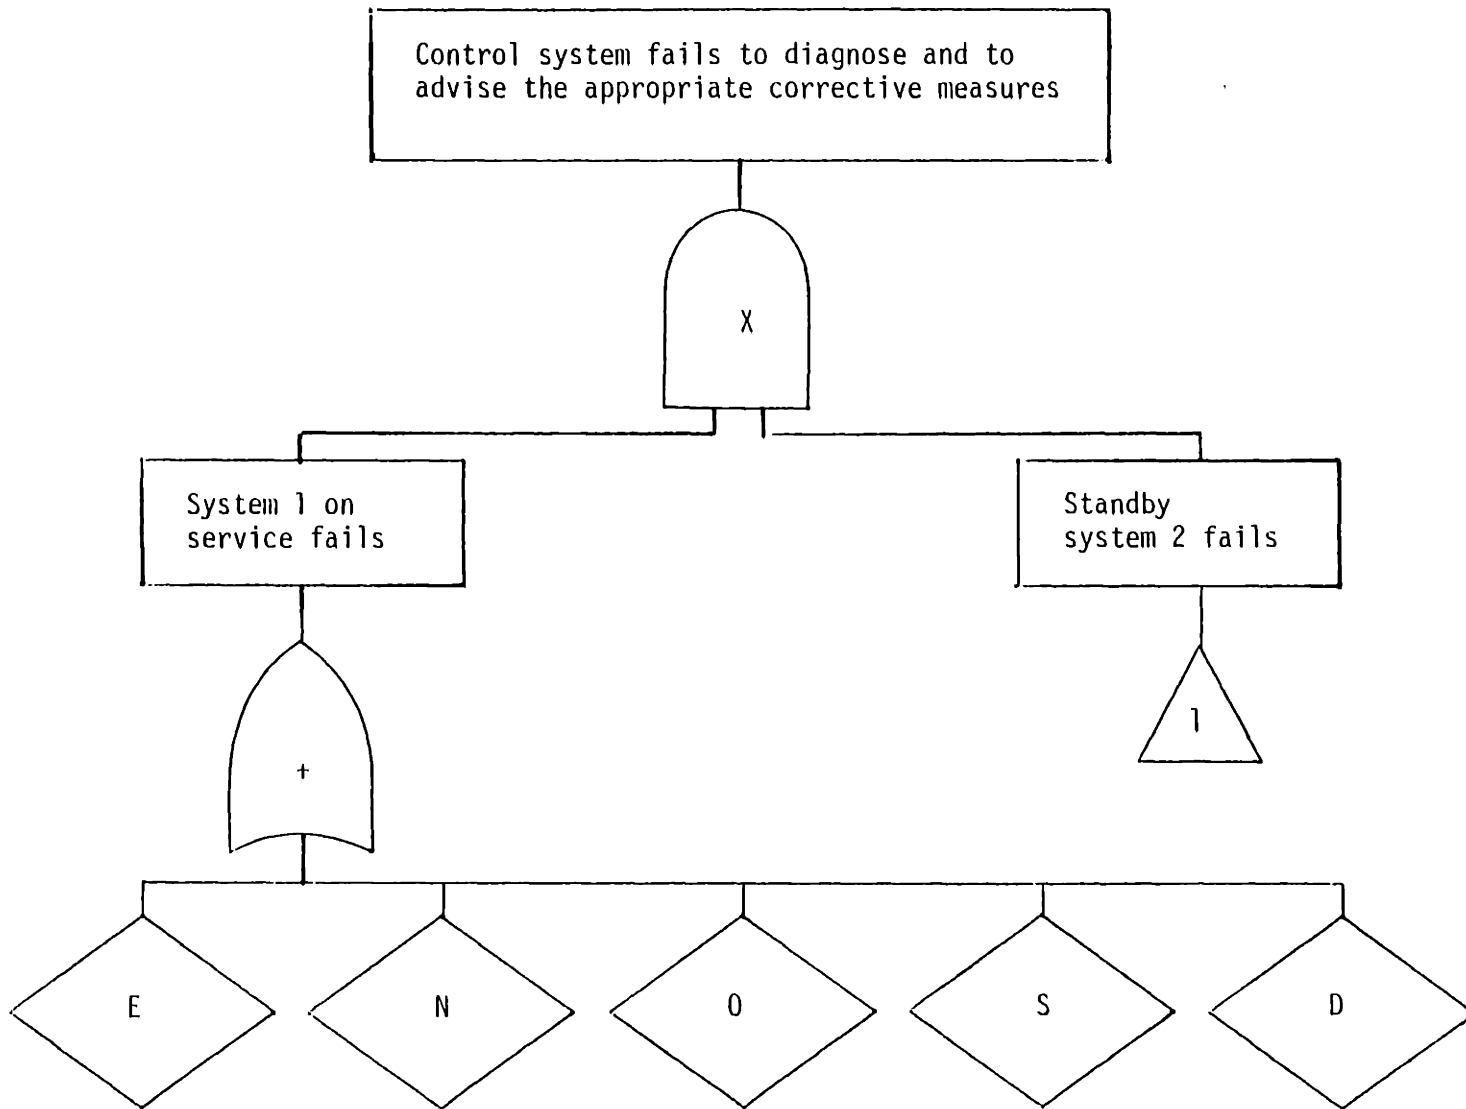 Control system fails to diagnose and to
advise the appropriate corrective measures
X
System 1 on
service fails
Standby
system 2 fails
1
+
E
N
O
S
D